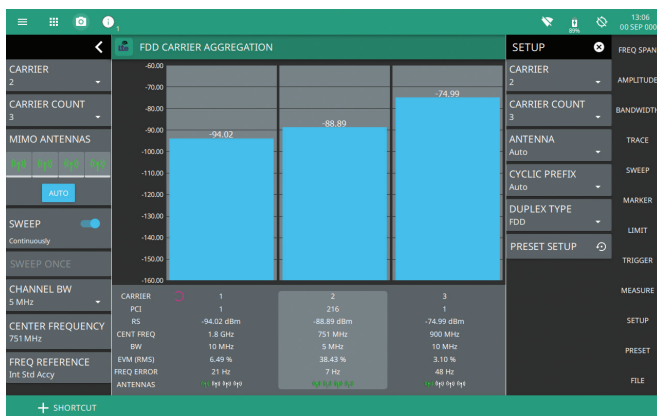 1
89%
13:06
00 SEP 000
FDD CARRIER AGGREGATION
CARRIER
2
CARRIER COUNT
3
MIMO ANTENNAS
AUTO
SWEEP
Continuously
SWEEP ONCE
CHANNEL BW
5 MHz
CENTER FREQUENCY
751 MHz
FREQ REFERENCE
Int Std Accy
SHORTCUT
-60.00
-70.00
-80.00
-90.00
-100.00
-110.00
-120.00
-130.00
-140.00
-150.00
-160.00
-94.02
-88.89
-74.99
CARRIER 1 2 3
PCI 1 216 1
RS -94.02 dBm -88.89 dBm -74.99 dBm
CENT FREQ 1.8 GHz 751 MHz 900 MHz
BW 10 MHz 5 MHz 10 MHz
EVM (RMS) 6.49 % 38.43 % 3.10 %
FREQ ERROR 21 Hz 7 Hz 48 Hz
ANTENNAS
SETUP
CARRIER
2
CARRIER COUNT
3
ANTENNA
Auto
CYCLIC PREFIX
Auto
DUPLEX TYPE
FDD
PRESET SETUP
FREQ SPAN
AMPLITUDE
BANDWIDTH
TRACE
SWEEP
MARKER
LIMIT
TRIGGER
MEASURE
SETUP
PRESET
FILE